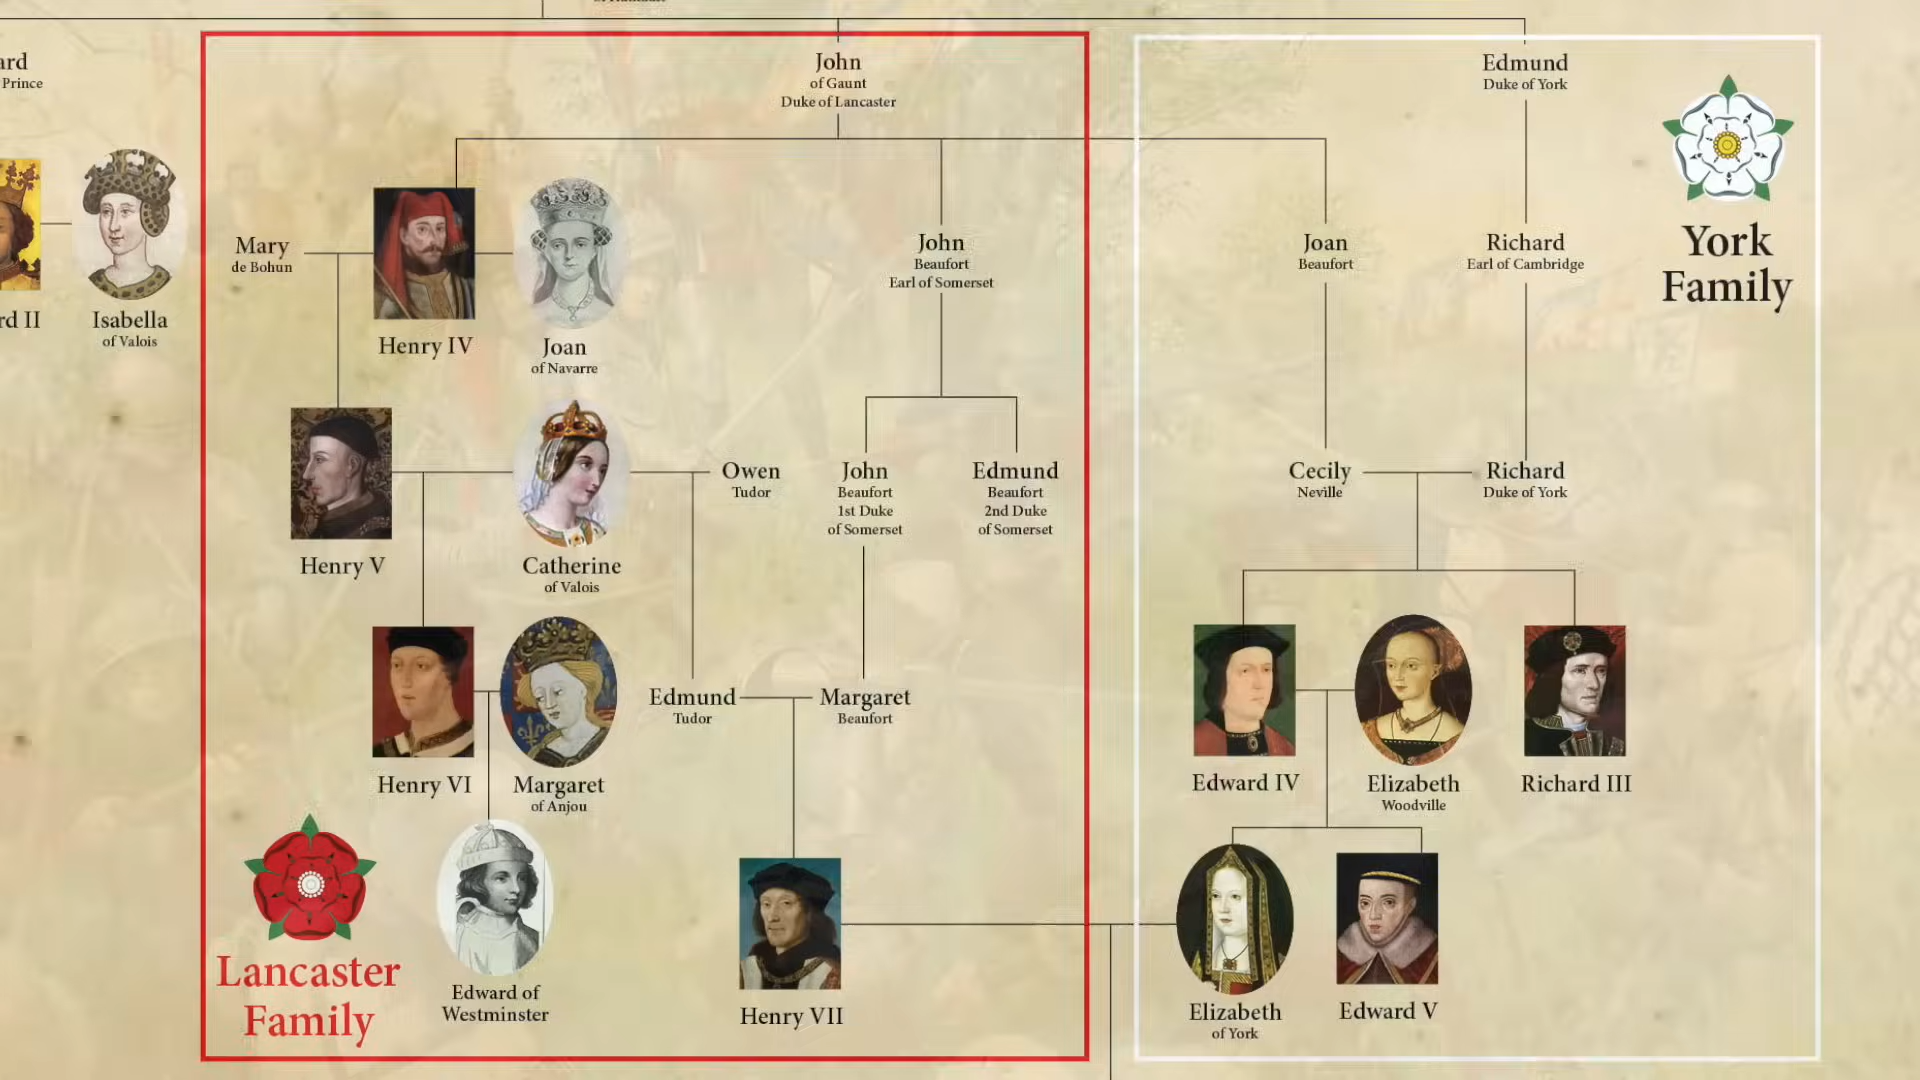 John
of Gaunt
Duke of Lancaster
Edmund
Duke of York
Prince
York
Family
Mary
de Bohun
John
Beaufort
Earl of Somerset
Joan
Beaufort
Richard
Earl of Cambridge
Isabella
of Valois
Henry IV
Joan
of Navarre
Owen
Tudor
John
Beaufort
1st Duke
of Somerset
Edmund
Beaufort
2nd Duke
of Somerset
Cecily
Neville
Richard
Duke of York
Henry V
Catherine
of Valois
Edmund
Tudor
Margaret
Beaufort
Henry VI
Margaret
of Anjou
Edward IV
Elizabeth
Woodville
Richard III
Lancaster
Family
Edward of
Westminster
Henry VII
Elizabeth
of York
Edward V